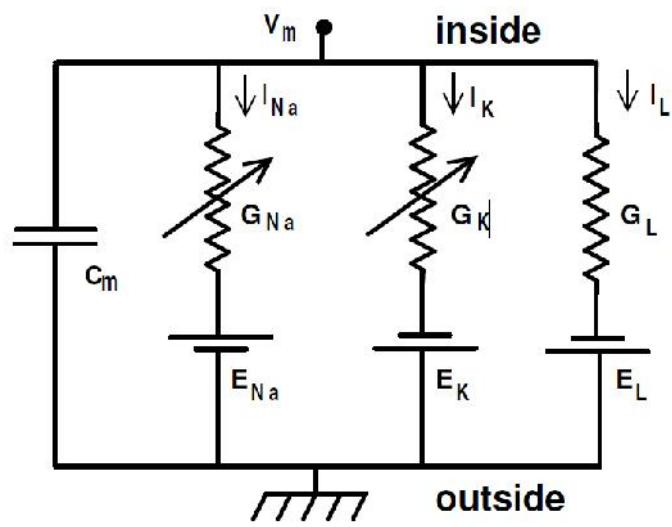 Vm inside
INa IK IL
GNa GK GL
Cm
ENa EK EL
outside